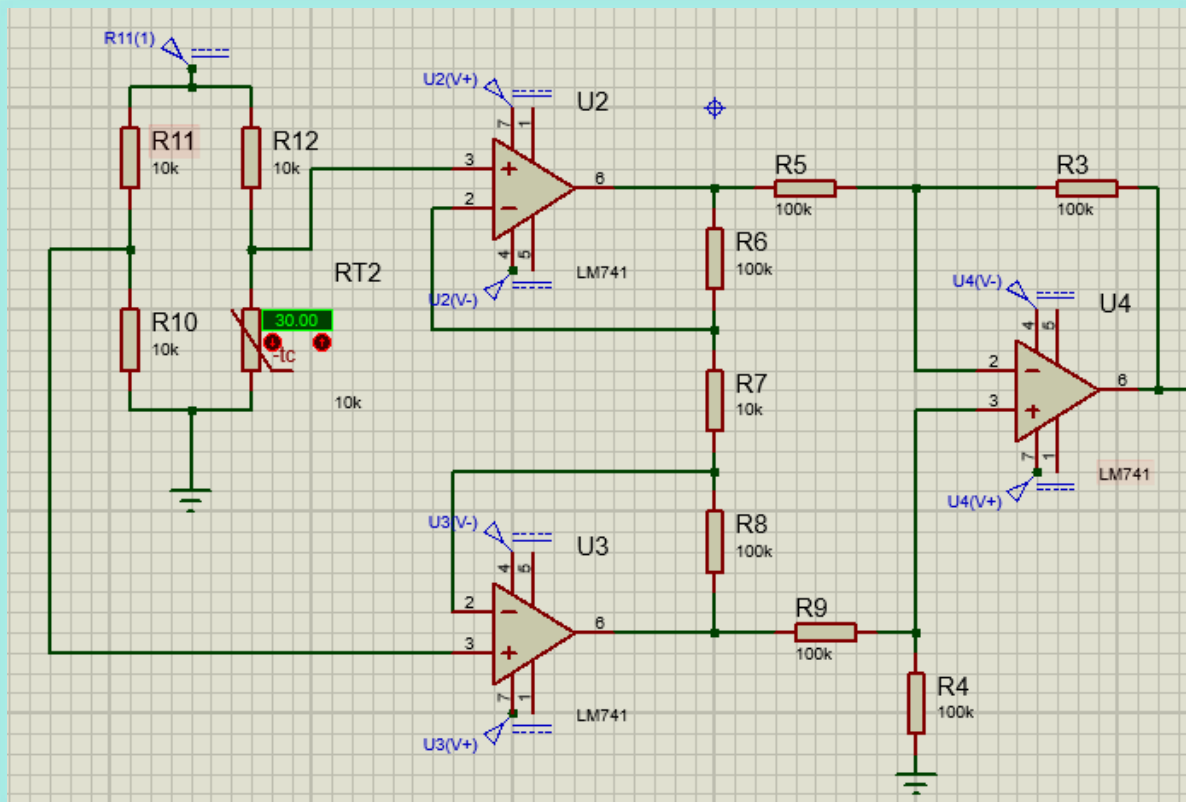 R11(1)
R11
10k
R12
10k
R10
10k
RT2
30.00
-tc
10k
U2(V+)
7
1
U2
3
+
2
−
6
4
5
LM741
U2(V-)
R5
100k
R3
100k
R6
100k
R7
10k
R8
100k
U4(V-)
4
5
U4
2
−
3
+
6
7
1
LM741
U4(V+)
U3(V-)
4
5
U3
2
−
3
+
6
7
1
LM741
U3(V+)
R9
100k
R4
100k